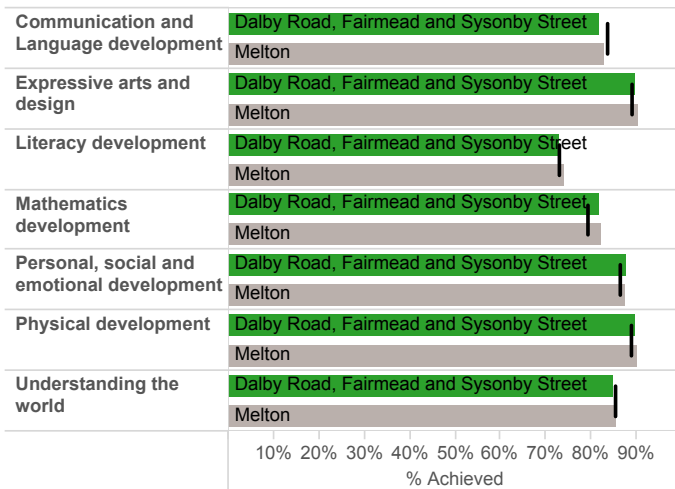 Communication and
Language development
Dalby Road, Fairmead and Sysonby Street
Melton
Expressive arts and
design
Dalby Road, Fairmead and Sysonby Street
Melton
Literacy development
Dalby Road, Fairmead and Sysonby Street
Melton
Mathematics
development
Dalby Road, Fairmead and Sysonby Street
Melton
Personal, social and
emotional development
Dalby Road, Fairmead and Sysonby Street
Melton
Physical development
Dalby Road, Fairmead and Sysonby Street
Melton
Understanding the
world
Dalby Road, Fairmead and Sysonby Street
Melton
10% 20% 30% 40% 50% 60% 70% 80% 90%
% Achieved